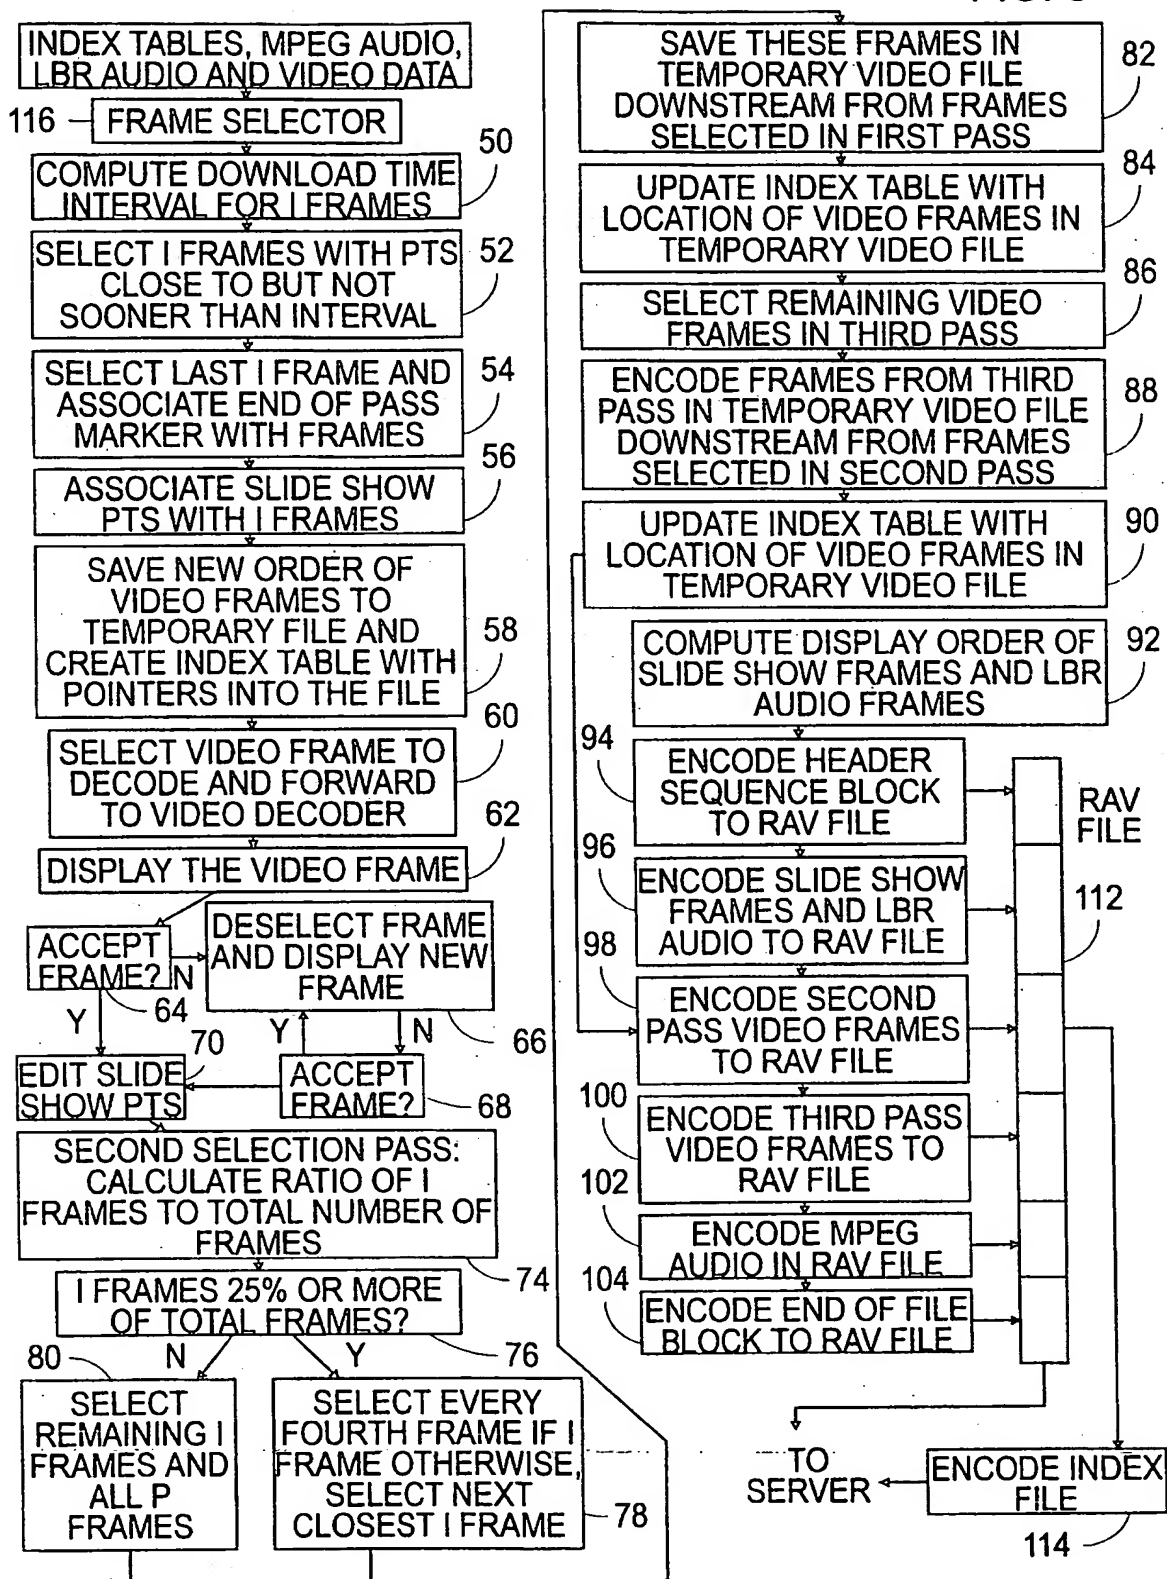 INDEX TABLES, MPEG AUDIO,
LBR AUDIO AND VIDEO DATA
116
FRAME SELECTOR
50
COMPUTE DOWNLOAD TIME
INTERVAL FOR I FRAMES
52
SELECT I FRAMES WITH PTS
CLOSE TO BUT NOT
SOONER THAN INTERVAL
54
SELECT LAST I FRAME AND
ASSOCIATE END OF PASS
MARKER WITH FRAMES
56
ASSOCIATE SLIDE SHOW
PTS WITH I FRAMES
SAVE NEW ORDER OF
VIDEO FRAMES TO
TEMPORARY FILE AND
CREATE INDEX TABLE WITH
POINTERS INTO THE FILE
58
60
SELECT VIDEO FRAME TO
DECODE AND FORWARD
TO VIDEO DECODER
62
DISPLAY THE VIDEO FRAME
ACCEPT
FRAME?
N
64
Y
DESELECT FRAME
AND DISPLAY NEW
FRAME
66
Y
N
70
EDIT SLIDE
SHOW PTS
ACCEPT
FRAME?
68
SECOND SELECTION PASS:
CALCULATE RATIO OF I
FRAMES TO TOTAL NUMBER OF
FRAMES
74
I FRAMES 25% OR MORE
OF TOTAL FRAMES?
76
N
Y
80
SELECT
REMAINING I
FRAMES AND
ALL P
FRAMES
SELECT EVERY
FOURTH FRAME IF I
FRAME OTHERWISE,
SELECT NEXT
CLOSEST I FRAME
78
SAVE THESE FRAMES IN
TEMPORARY VIDEO FILE
DOWNSTREAM FROM FRAMES
SELECTED IN FIRST PASS
82
UPDATE INDEX TABLE WITH
LOCATION OF VIDEO FRAMES IN
TEMPORARY VIDEO FILE
84
SELECT REMAINING VIDEO
FRAMES IN THIRD PASS
86
ENCODE FRAMES FROM THIRD
PASS IN TEMPORARY VIDEO FILE
DOWNSTREAM FROM FRAMES
SELECTED IN SECOND PASS
88
UPDATE INDEX TABLE WITH
LOCATION OF VIDEO FRAMES IN
TEMPORARY VIDEO FILE
90
COMPUTE DISPLAY ORDER OF
SLIDE SHOW FRAMES AND LBR
AUDIO FRAMES
92
94
ENCODE HEADER
SEQUENCE BLOCK
TO RAV FILE
RAV
FILE
96
ENCODE SLIDE SHOW
FRAMES AND LBR
AUDIO TO RAV FILE
112
98
ENCODE SECOND
PASS VIDEO FRAMES
TO RAV FILE
100
ENCODE THIRD PASS
VIDEO FRAMES TO
RAV FILE
102
ENCODE MPEG
AUDIO IN RAV FILE
104
ENCODE END OF FILE
BLOCK TO RAV FILE
TO
SERVER
ENCODE INDEX
FILE
114